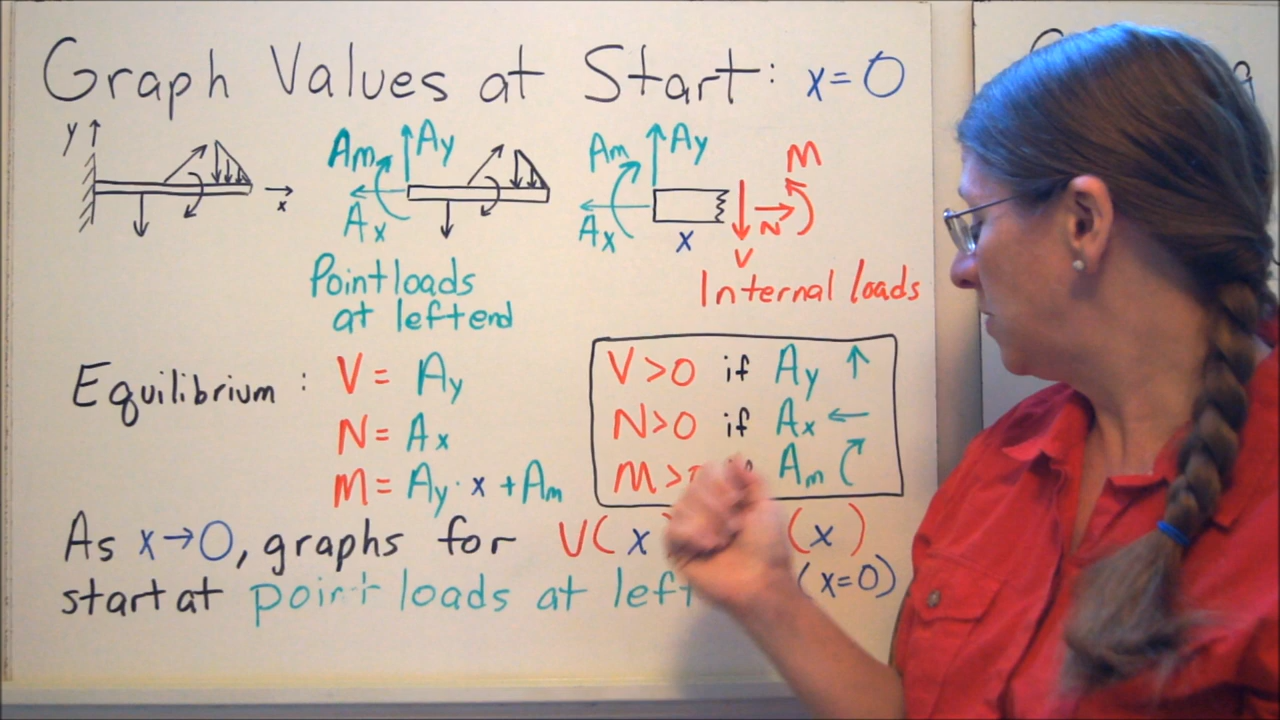 Graph Values at Start: x=0
y
x
Am Ay
Ax
Point loads
at left end
Am Ay
Ax
x
M
N
V
Internal loads
Equilibrium :
V = Ay
N = Ax
M = Ay · x + Am
V>0 if Ay ↑
N>0 if Ax ←
M> Am
As x→0, graphs for V(x (x)
start at point loads at left (x=0)